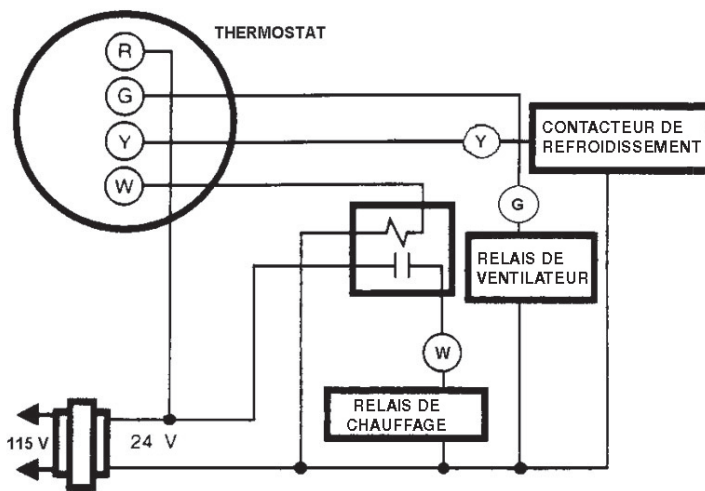 THERMOSTAT
R
G
Y
W
Y
CONTACTEUR DE
REFROIDISSEMENT
G
RELAIS DE
VENTILATEUR
W
RELAIS DE
CHAUFFAGE
115 V
24 V